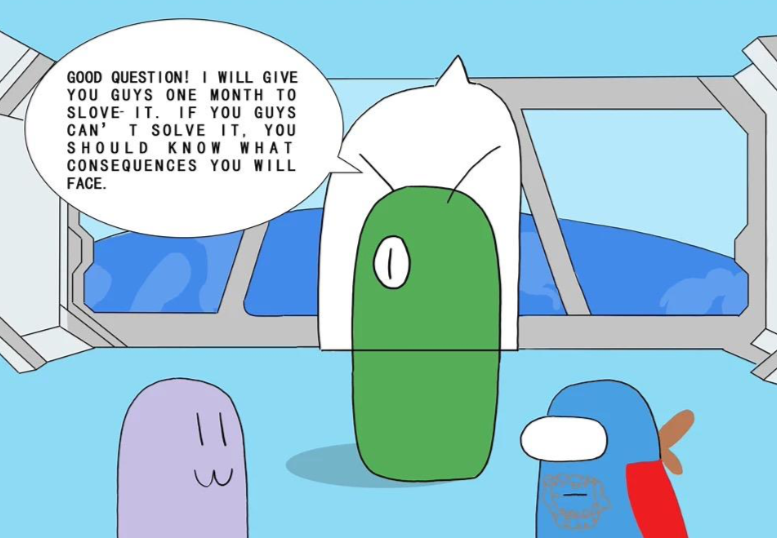 GOOD QUESTION! I WILL GIVE
YOU GUYS ONE MONTH TO
SLOVE IT. IF YOU GUYS
CAN' T SOLVE IT, YOU
SHOULD KNOW WHAT
CONSEQUENCES YOU WILL
FACE.